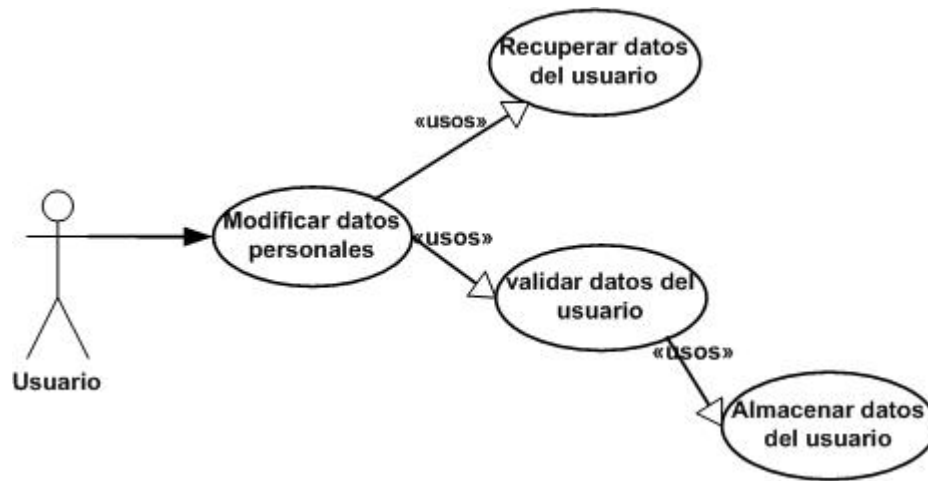 Recuperar datos
del usuario
«usos»
Modificar datos
personales
«usos»
validar datos del
usuario
«usos»
Usuario
Almacenar datos
del usuario